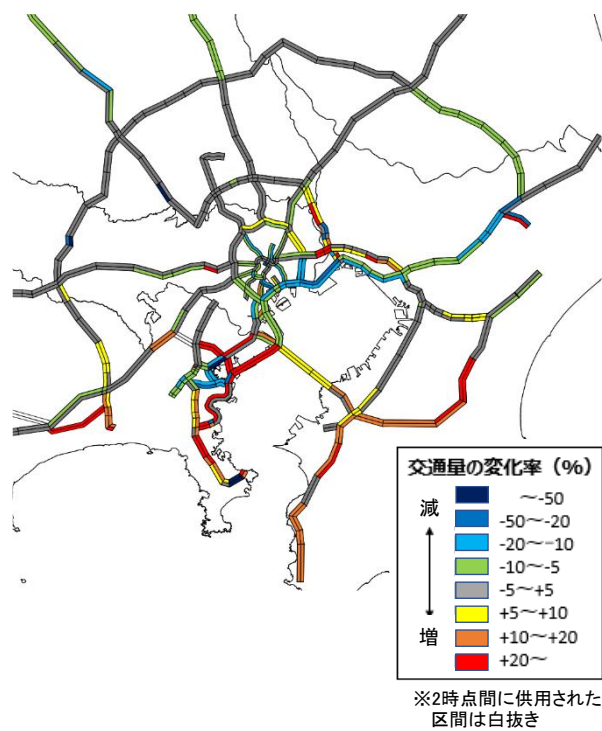 交通量の変化率（%）
減
～-50
-50～-20
-20～-10
-10～-5
-5～+5
+5～+10
増
+10～+20
+20～
※2時点間に供用された
区間は白抜き